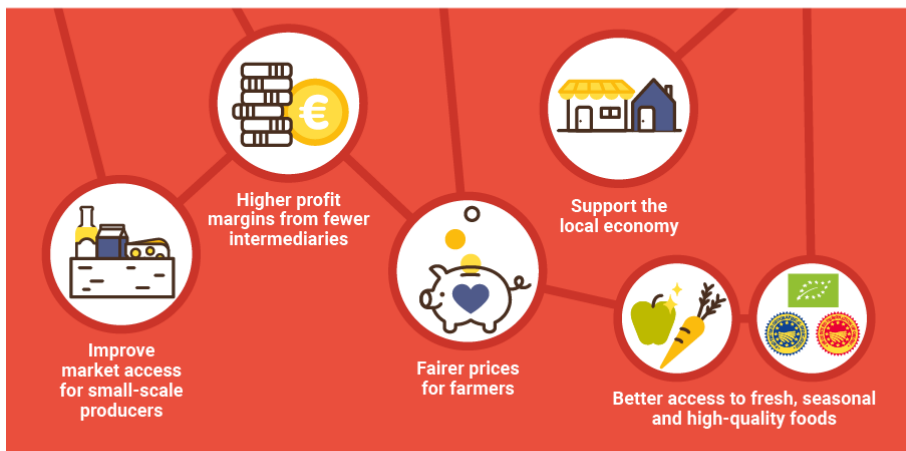 Higher profit
margins from fewer
intermediaries
Support the
local economy
Improve
market access
for small-scale
producers
Fairer prices
for farmers
Better access to fresh, seasonal
and high-quality foods
€